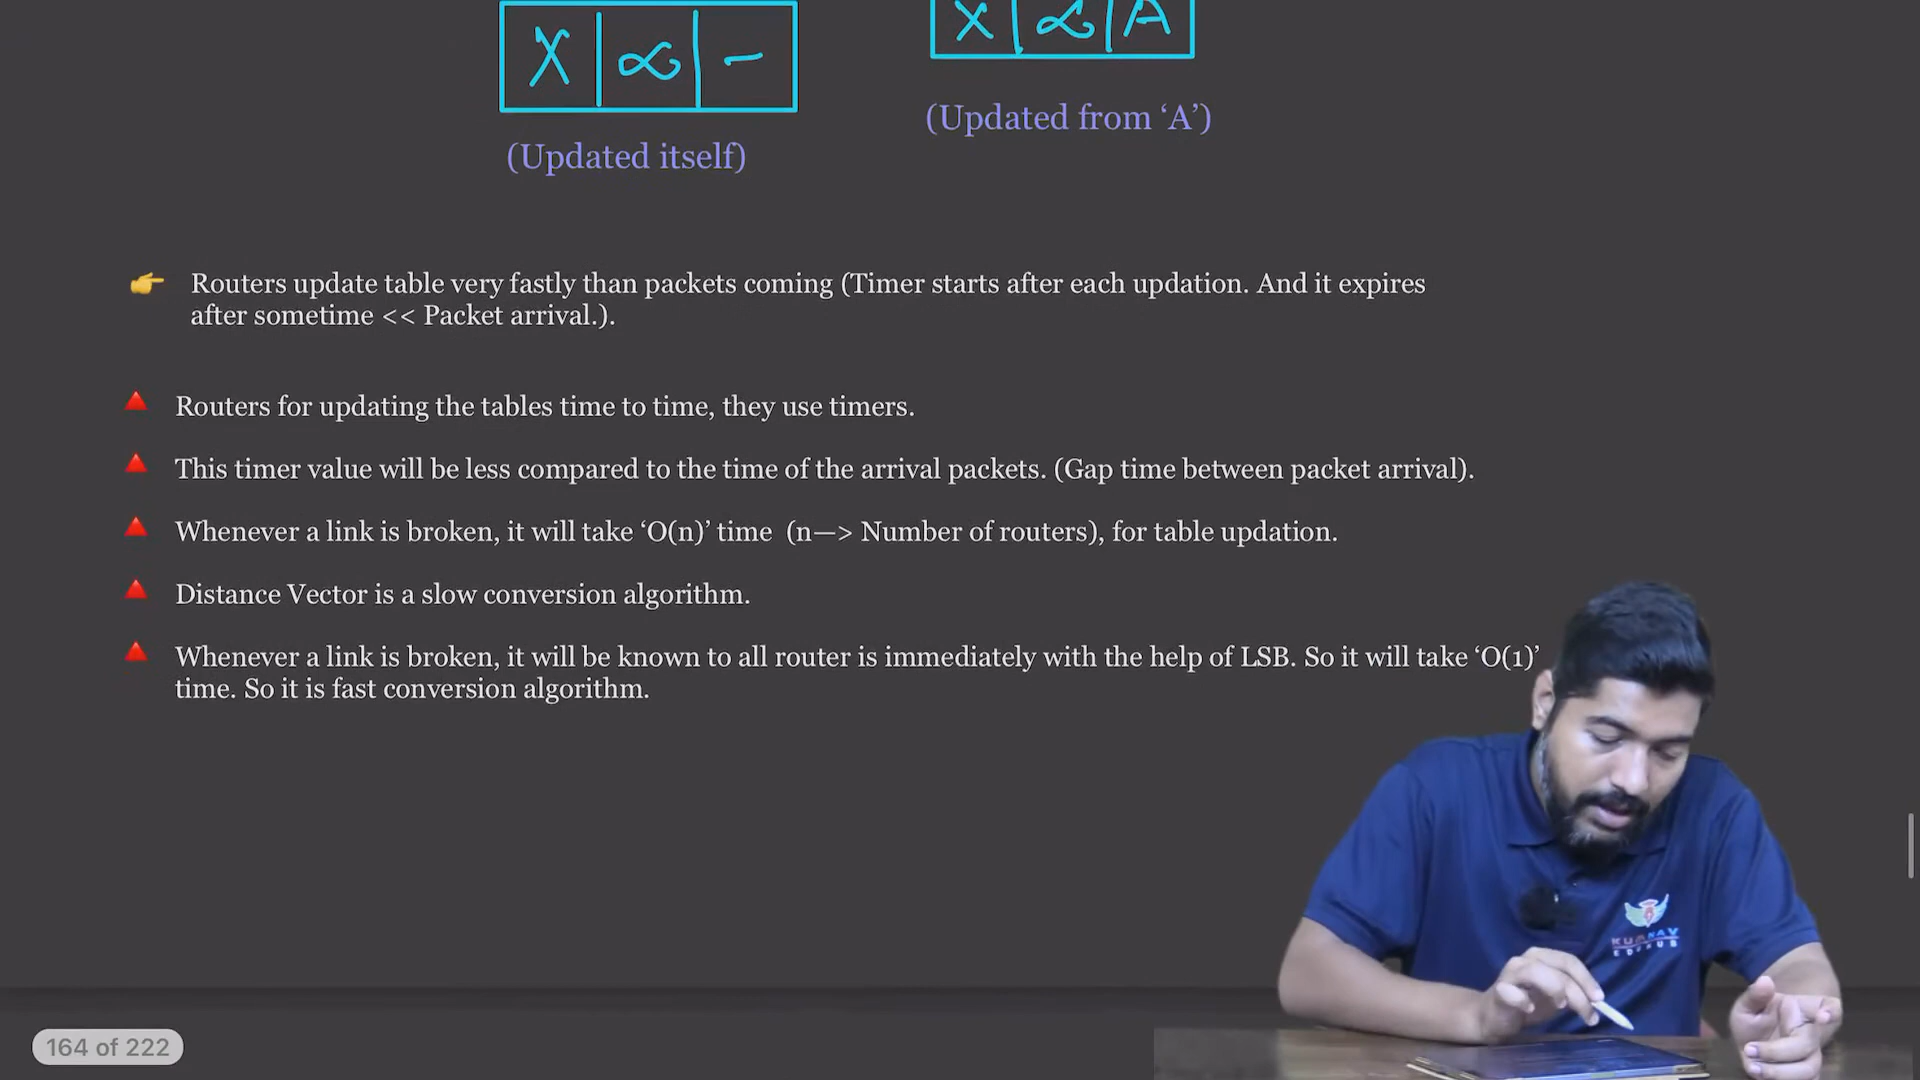 X | ∝ | –
X | ∝ | A
(Updated from ‘A’)
(Updated itself)
Routers update table very fastly than packets coming (Timer starts after each updation. And it expires
after sometime << Packet arrival.).
Routers for updating the tables time to time, they use timers.
This timer value will be less compared to the time of the arrival packets. (Gap time between packet arrival).
Whenever a link is broken, it will take ‘O(n)’ time (n—> Number of routers), for table updation.
Distance Vector is a slow conversion algorithm.
Whenever a link is broken, it will be known to all router is immediately with the help of LSB. So it will take ‘O(1)’
time. So it is fast conversion algorithm.
164 of 222